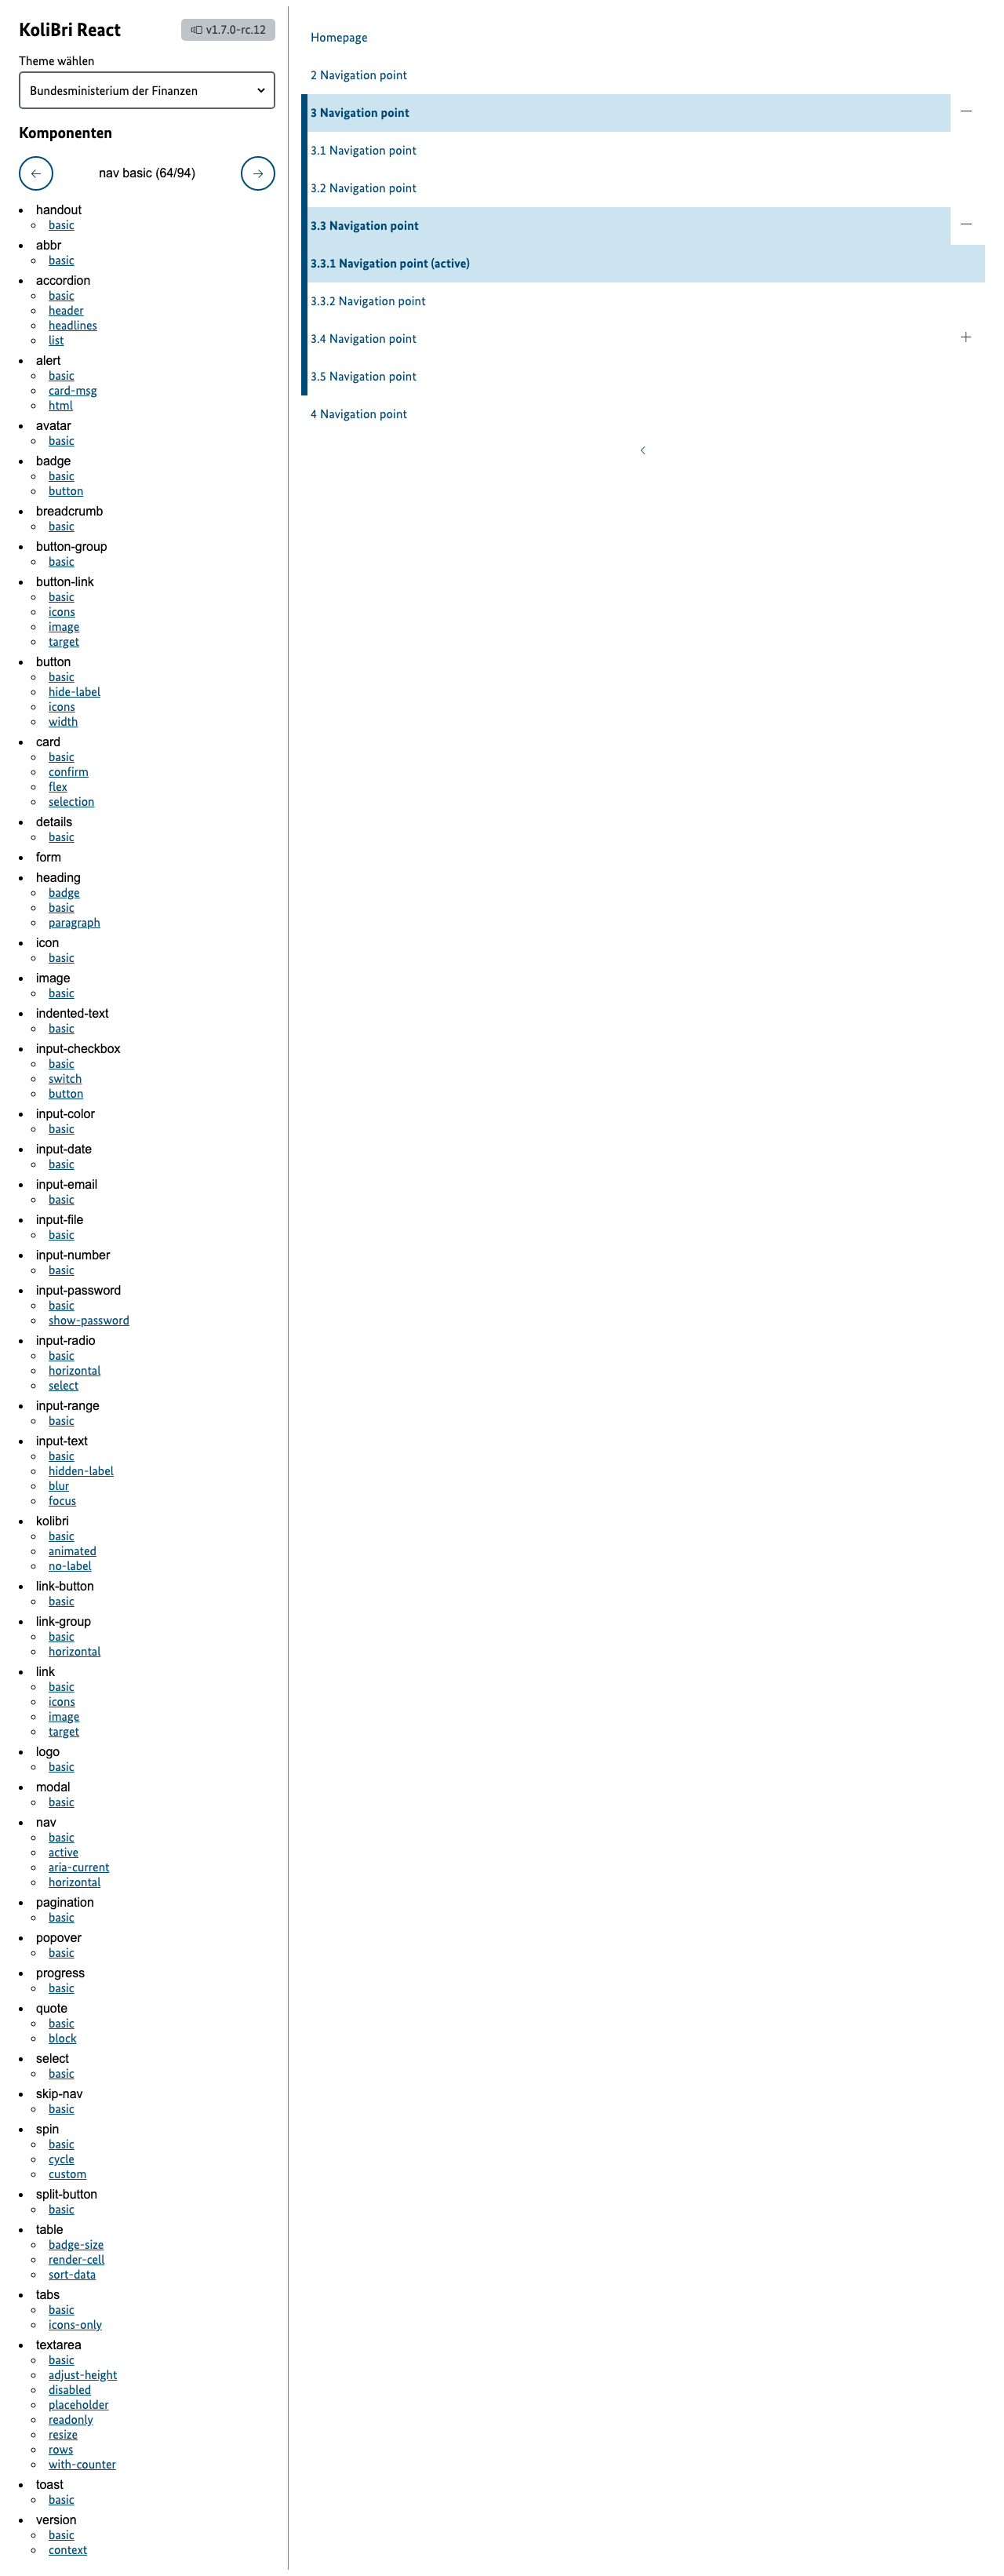 KoliBri React
v1.7.0-rc.12
Theme wählen
Bundesministerium der Finanzen
Komponenten
nav basic (64/94)
handout
basic
abbr
basic
accordion
basic
header
headlines
list
alert
basic
card-msg
html
avatar
basic
badge
basic
button
breadcrumb
basic
button-group
basic
button-link
basic
icons
image
target
button
basic
hide-label
icons
width
card
basic
confirm
flex
selection
details
basic
form
heading
badge
basic
paragraph
icon
basic
image
basic
indented-text
basic
input-checkbox
basic
switch
button
input-color
basic
input-date
basic
input-email
basic
input-file
basic
input-number
basic
input-password
basic
show-password
input-radio
basic
horizontal
select
input-range
basic
input-text
basic
hidden-label
blur
focus
kolibri
basic
animated
no-label
link-button
basic
link-group
basic
horizontal
link
basic
icons
image
target
logo
basic
modal
basic
nav
basic
active
aria-current
horizontal
pagination
basic
popover
basic
progress
basic
quote
basic
block
select
basic
skip-nav
basic
spin
basic
cycle
custom
split-button
basic
table
badge-size
render-cell
sort-data
tabs
basic
icons-only
textarea
basic
adjust-height
disabled
placeholder
readonly
resize
rows
with-counter
toast
basic
version
basic
context
Homepage
2 Navigation point
3 Navigation point
3.1 Navigation point
3.2 Navigation point
3.3 Navigation point
3.3.1 Navigation point (active)
3.3.2 Navigation point
3.4 Navigation point
3.5 Navigation point
4 Navigation point